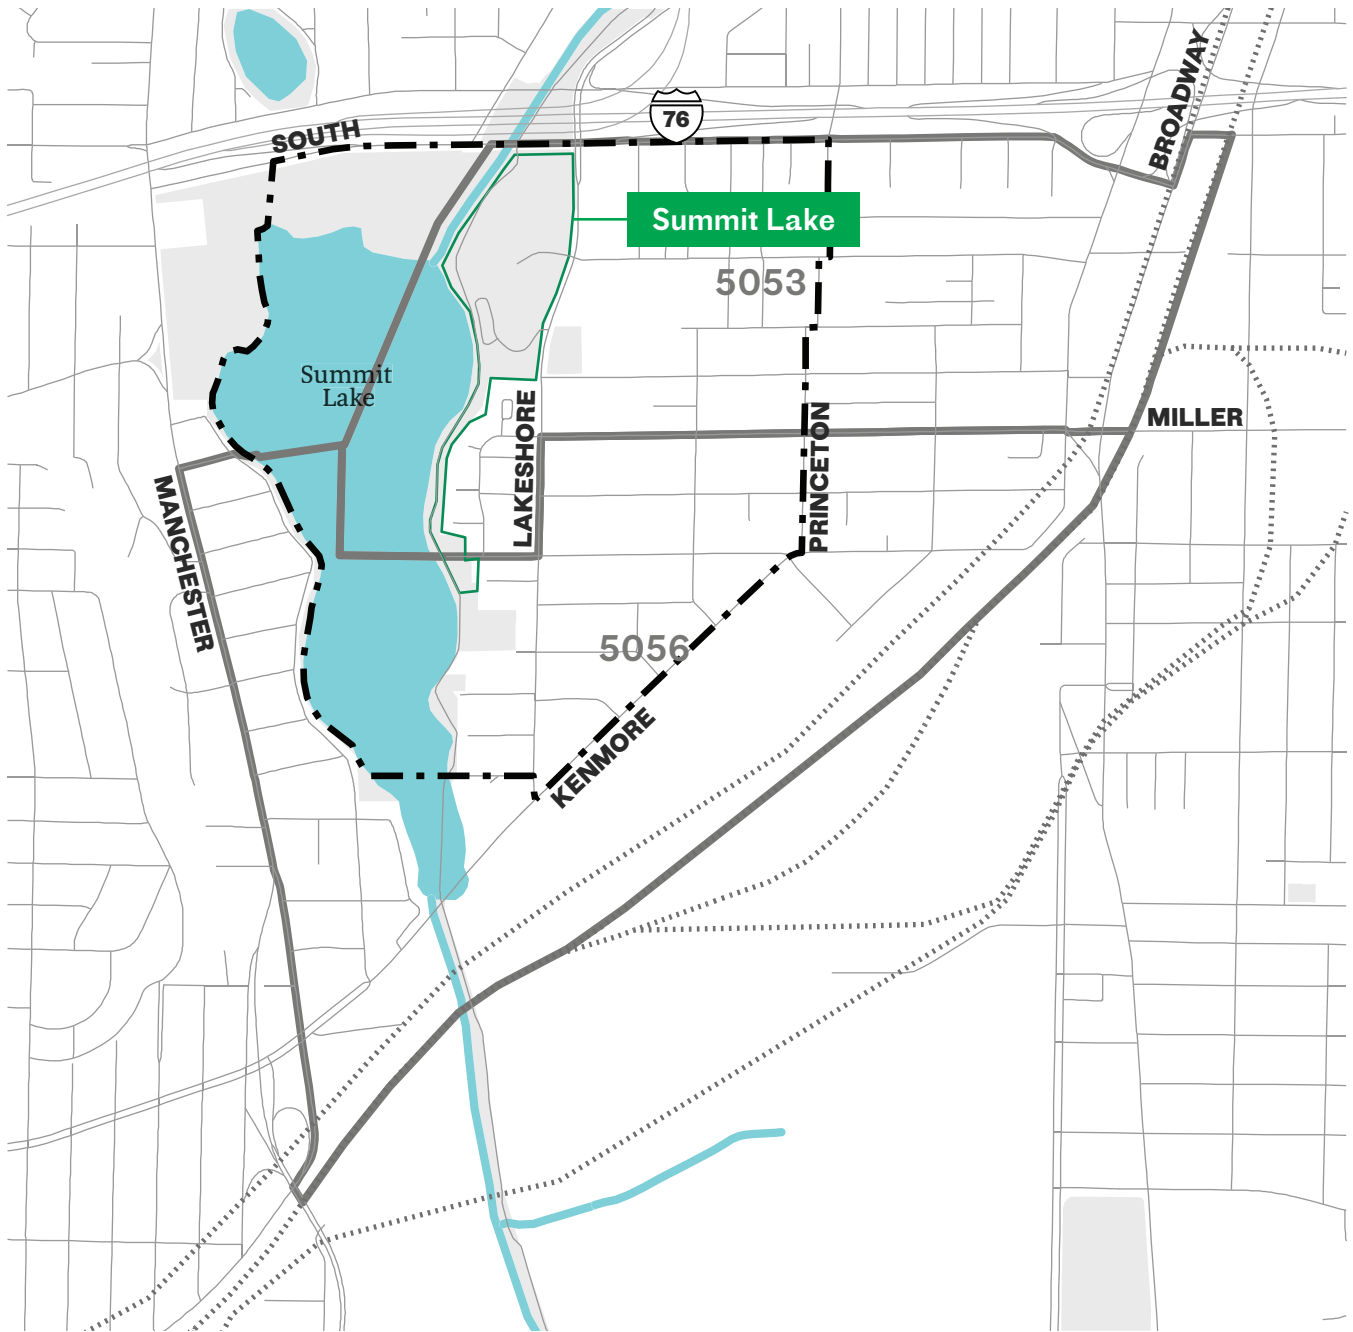 BROADWAY
76
SOUTH
Summit Lake
5053
Summit
Lake
LAKESHORE
PRINCETON
MILLER
MANCHESTER
5056
KENMORE